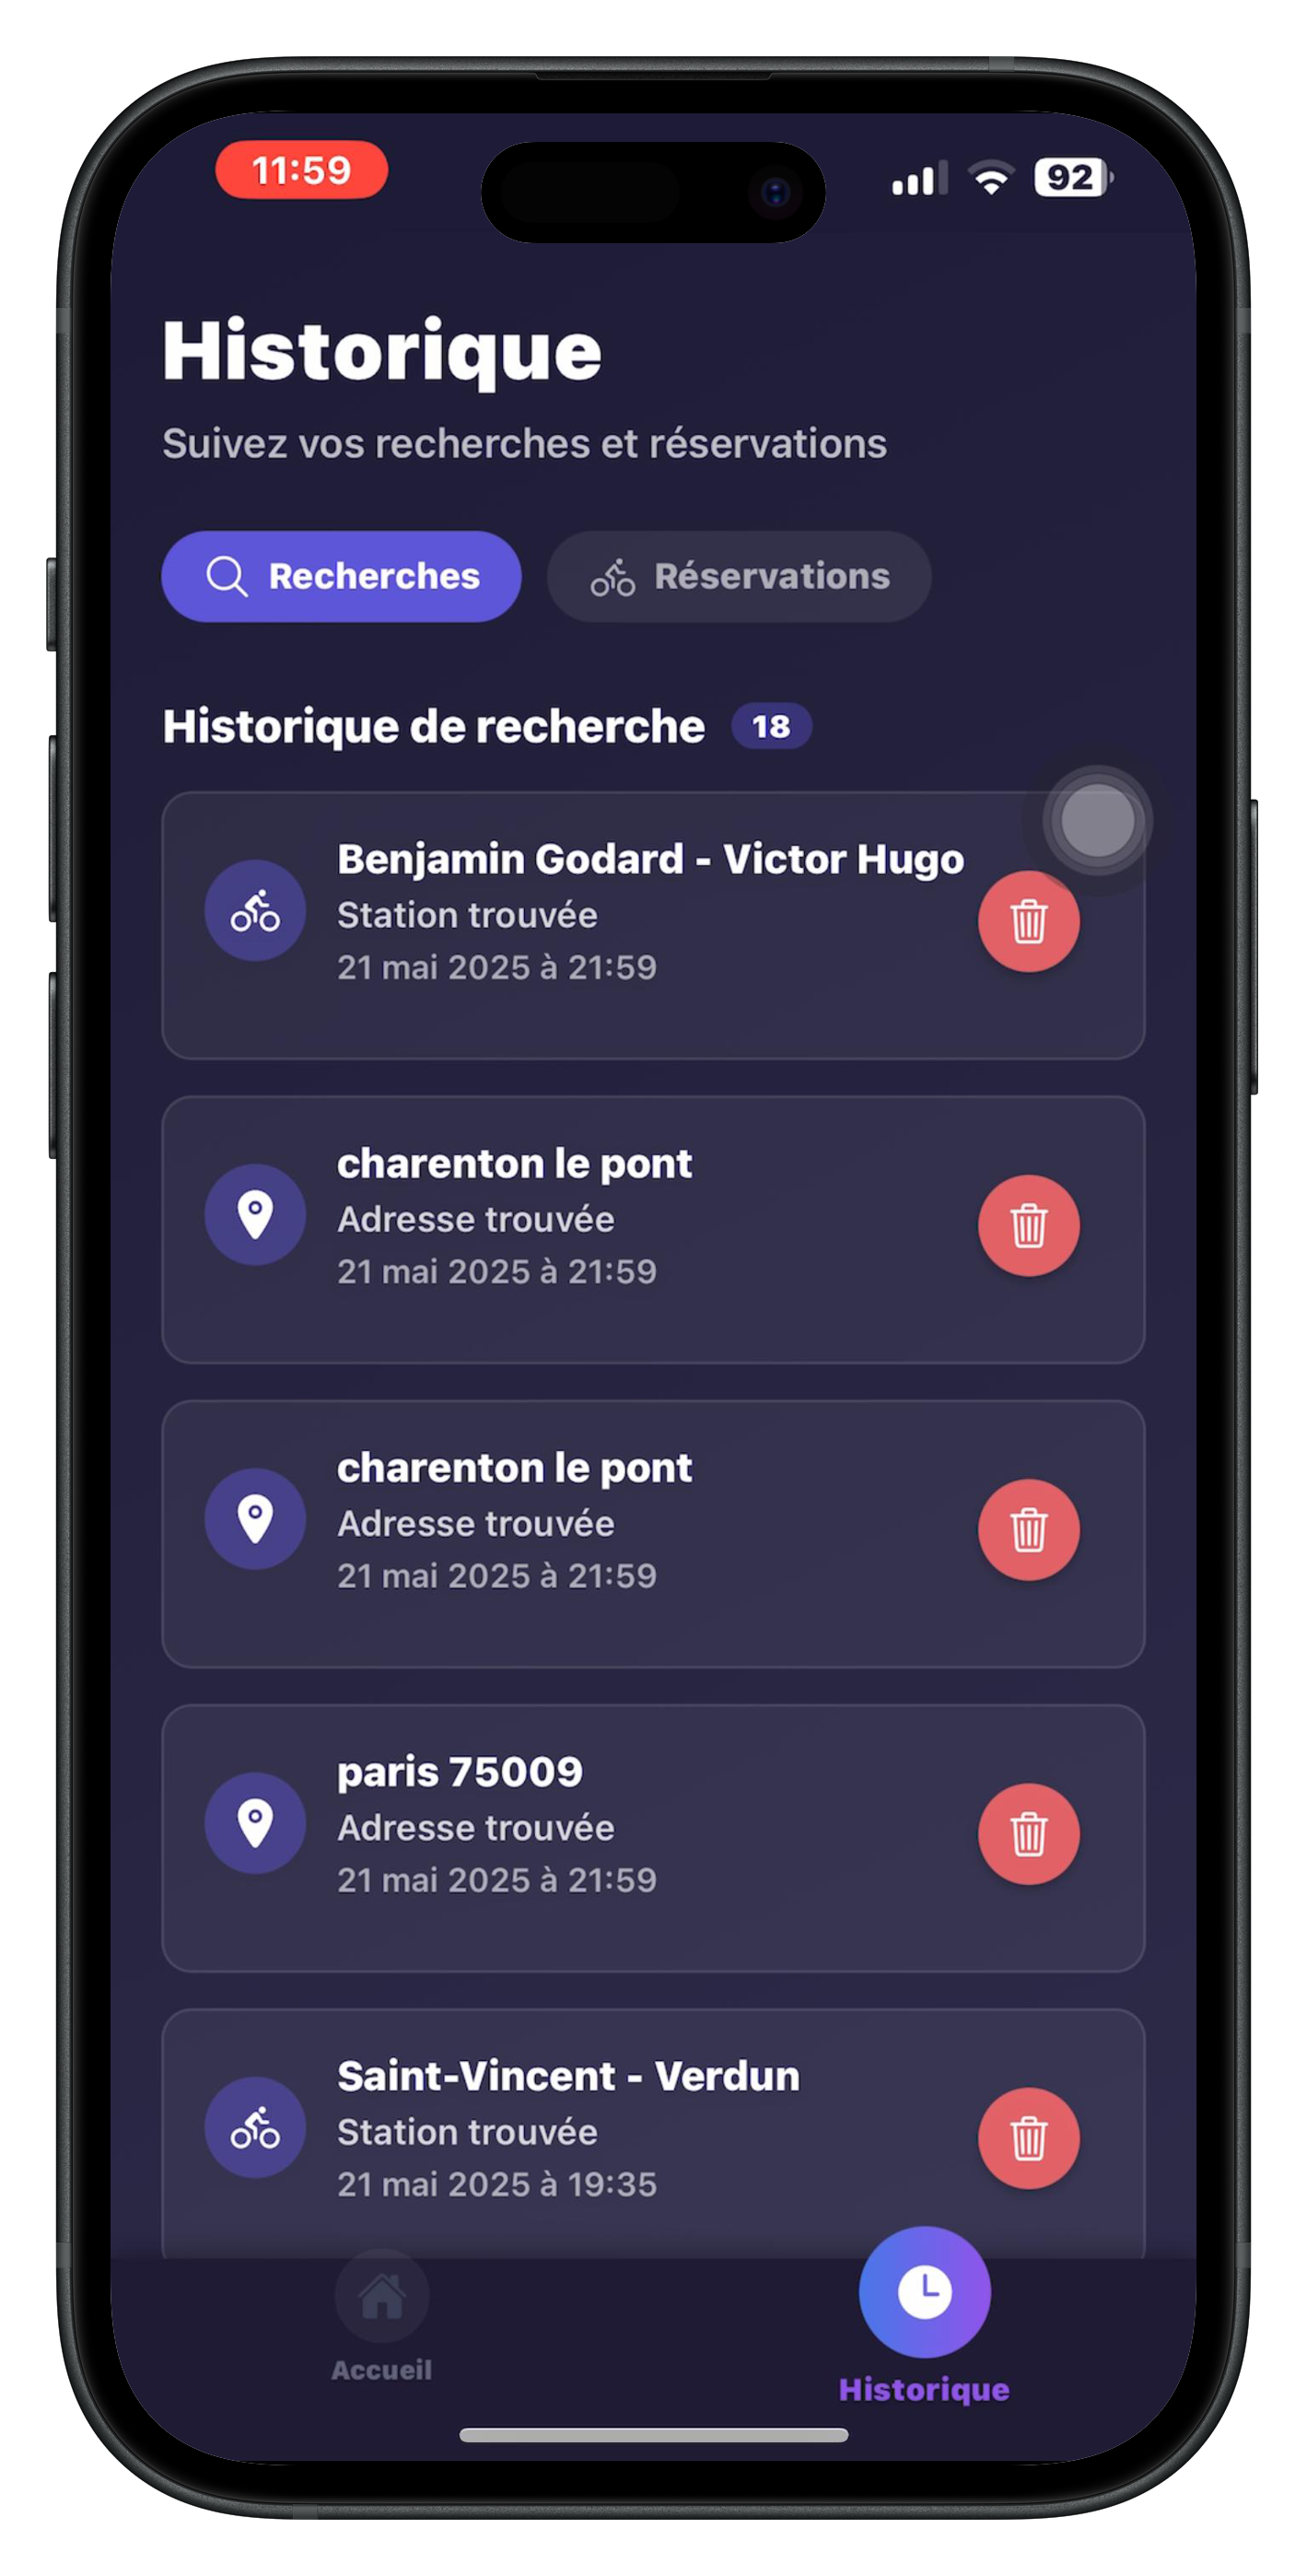 11:59
92
Historique
Suivez vos recherches et réservations
Recherches
Réservations
Historique de recherche 18
Benjamin Godard - Victor Hugo
Station trouvée
21 mai 2025 à 21:59
charenton le pont
Adresse trouvée
21 mai 2025 à 21:59
charenton le pont
Adresse trouvée
21 mai 2025 à 21:59
paris 75009
Adresse trouvée
21 mai 2025 à 21:59
Saint-Vincent - Verdun
Station trouvée
21 mai 2025 à 19:35
Accueil
Historique